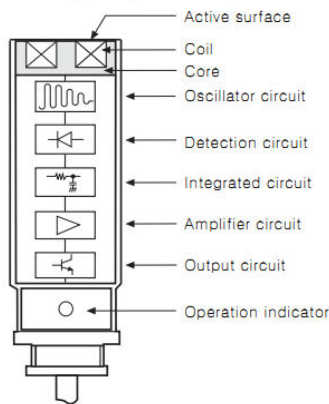 Active surface
Coil
Core
Oscillator circuit
Detection circuit
Integrated circuit
Amplifier circuit
Output circuit
Operation indicator